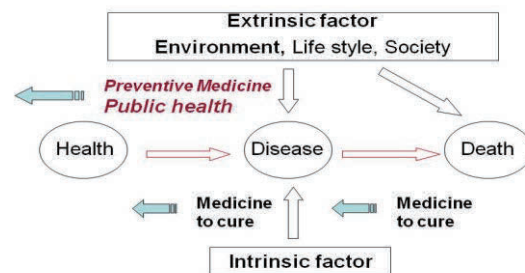 Extrinsic factor
Environment, Life style, Society
Preventive Medicine
Public health
Health
Disease
Death
Medicine
to cure
Medicine
to cure
Intrinsic factor